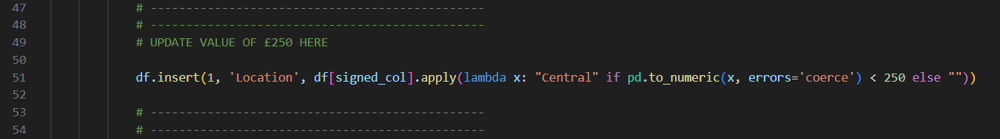 47 # -----------------------------------------------
48 # -----------------------------------------------
49 # UPDATE VALUE OF £250 HERE
50
51 df.insert(1, 'Location', df[signed_col].apply(lambda x: "Central" if pd.to_numeric(x, errors='coerce') < 250 else ""))
52
53 # -----------------------------------------------
54 # -----------------------------------------------